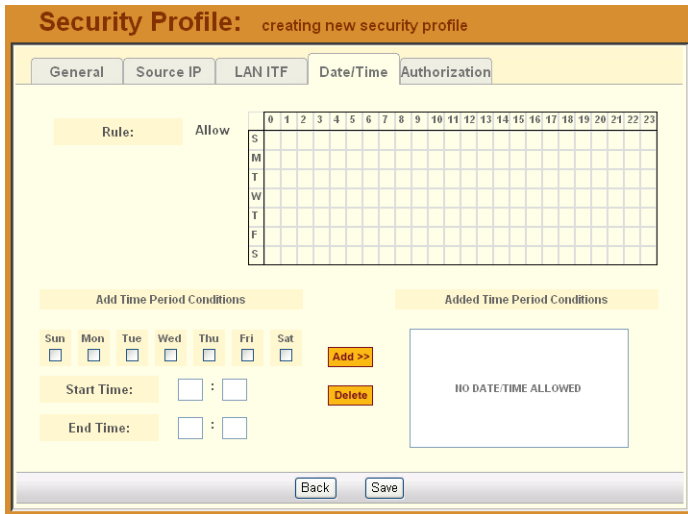 Security Profile: creating new security profile
General Source IP LAN ITF Date/Time Authorization
0 1 2 3 4 5 6 7 8 9 10 11 12 13 14 15 16 17 18 19 20 21 22 23
Rule: Allow
S
M
T
W
T
F
S
Add Time Period Conditions Added Time Period Conditions
Sun Mon Tue Wed Thu Fri Sat
Add >>
Start Time: :
Delete
NO DATE/TIME ALLOWED
End Time: :
Back Save